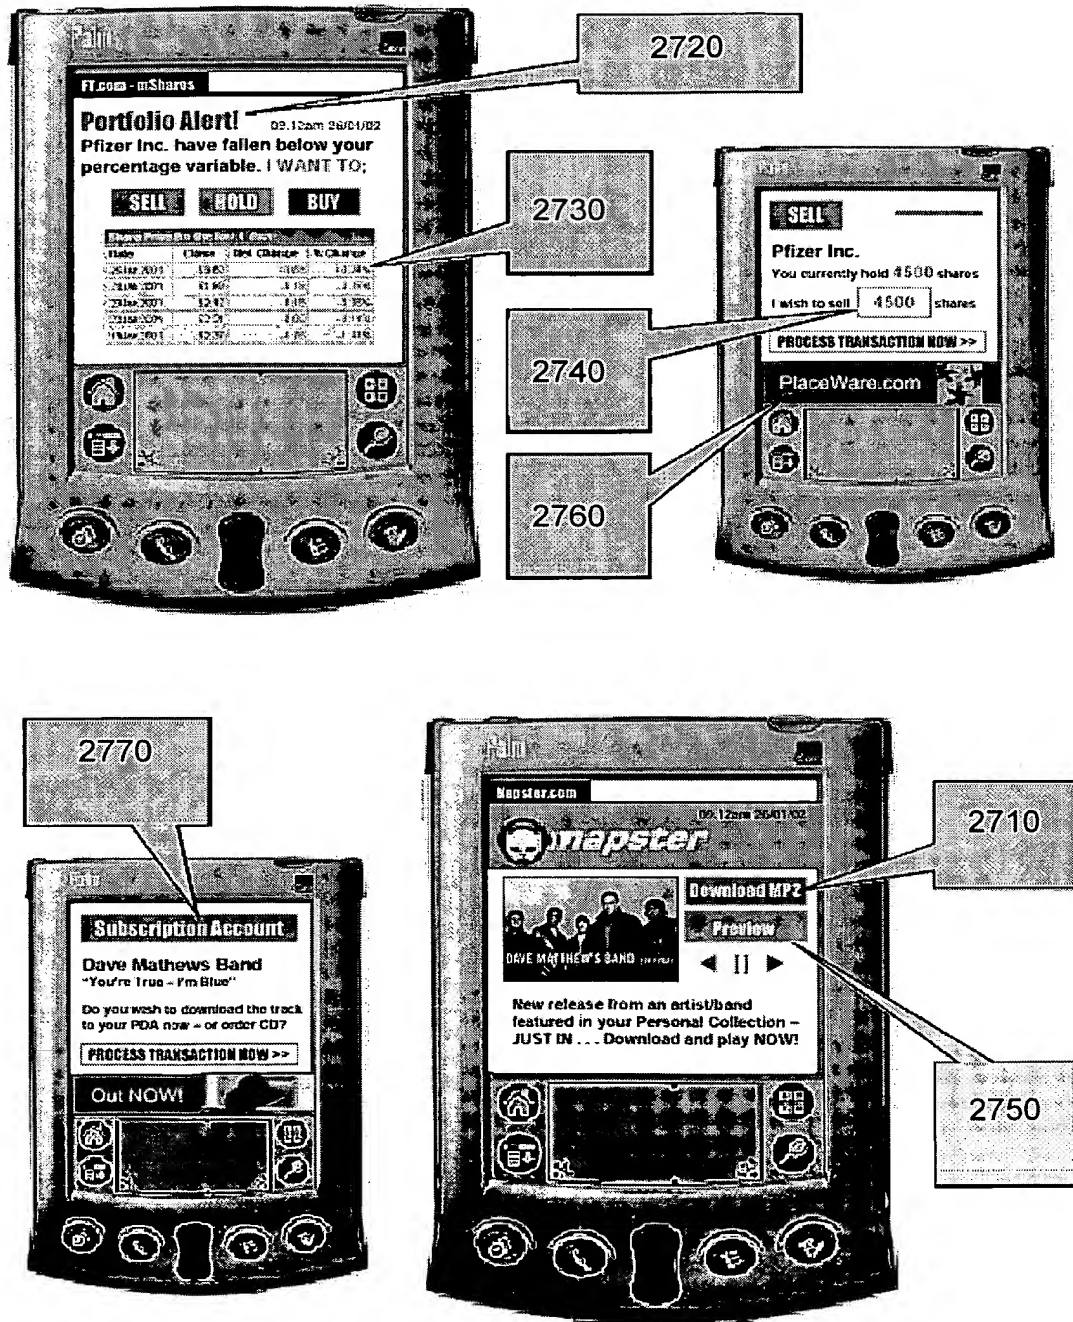 2720
Palm
FT.com - mShares
Portfolio Alert! 09.12am 26/01/02
Pfizer Inc. have fallen below your
percentage variable. I WANT TO;
SELL HOLD BUY
Date Close Net Change % Change
2730
2740
2760
SELL
Pfizer Inc.
You currently hold 4500 shares
I wish to sell 4500 shares
PROCESS TRANSACTION NOW >>
PlaceWare.com
2770
Subscription Account
Dave Mathews Band
"You're True – I'm Blue"
Do you wish to download the track
to your PDA now – or order CD?
PROCESS TRANSACTION NOW >>
Out NOW!
Palm
Napster.com
09.12am 26/01/02
napster
Download MP3
Preview
DAVE MATTHEWS BAND
New release from an artist/band
featured in your Personal Collection –
JUST IN . . . Download and play NOW!
2710
2750